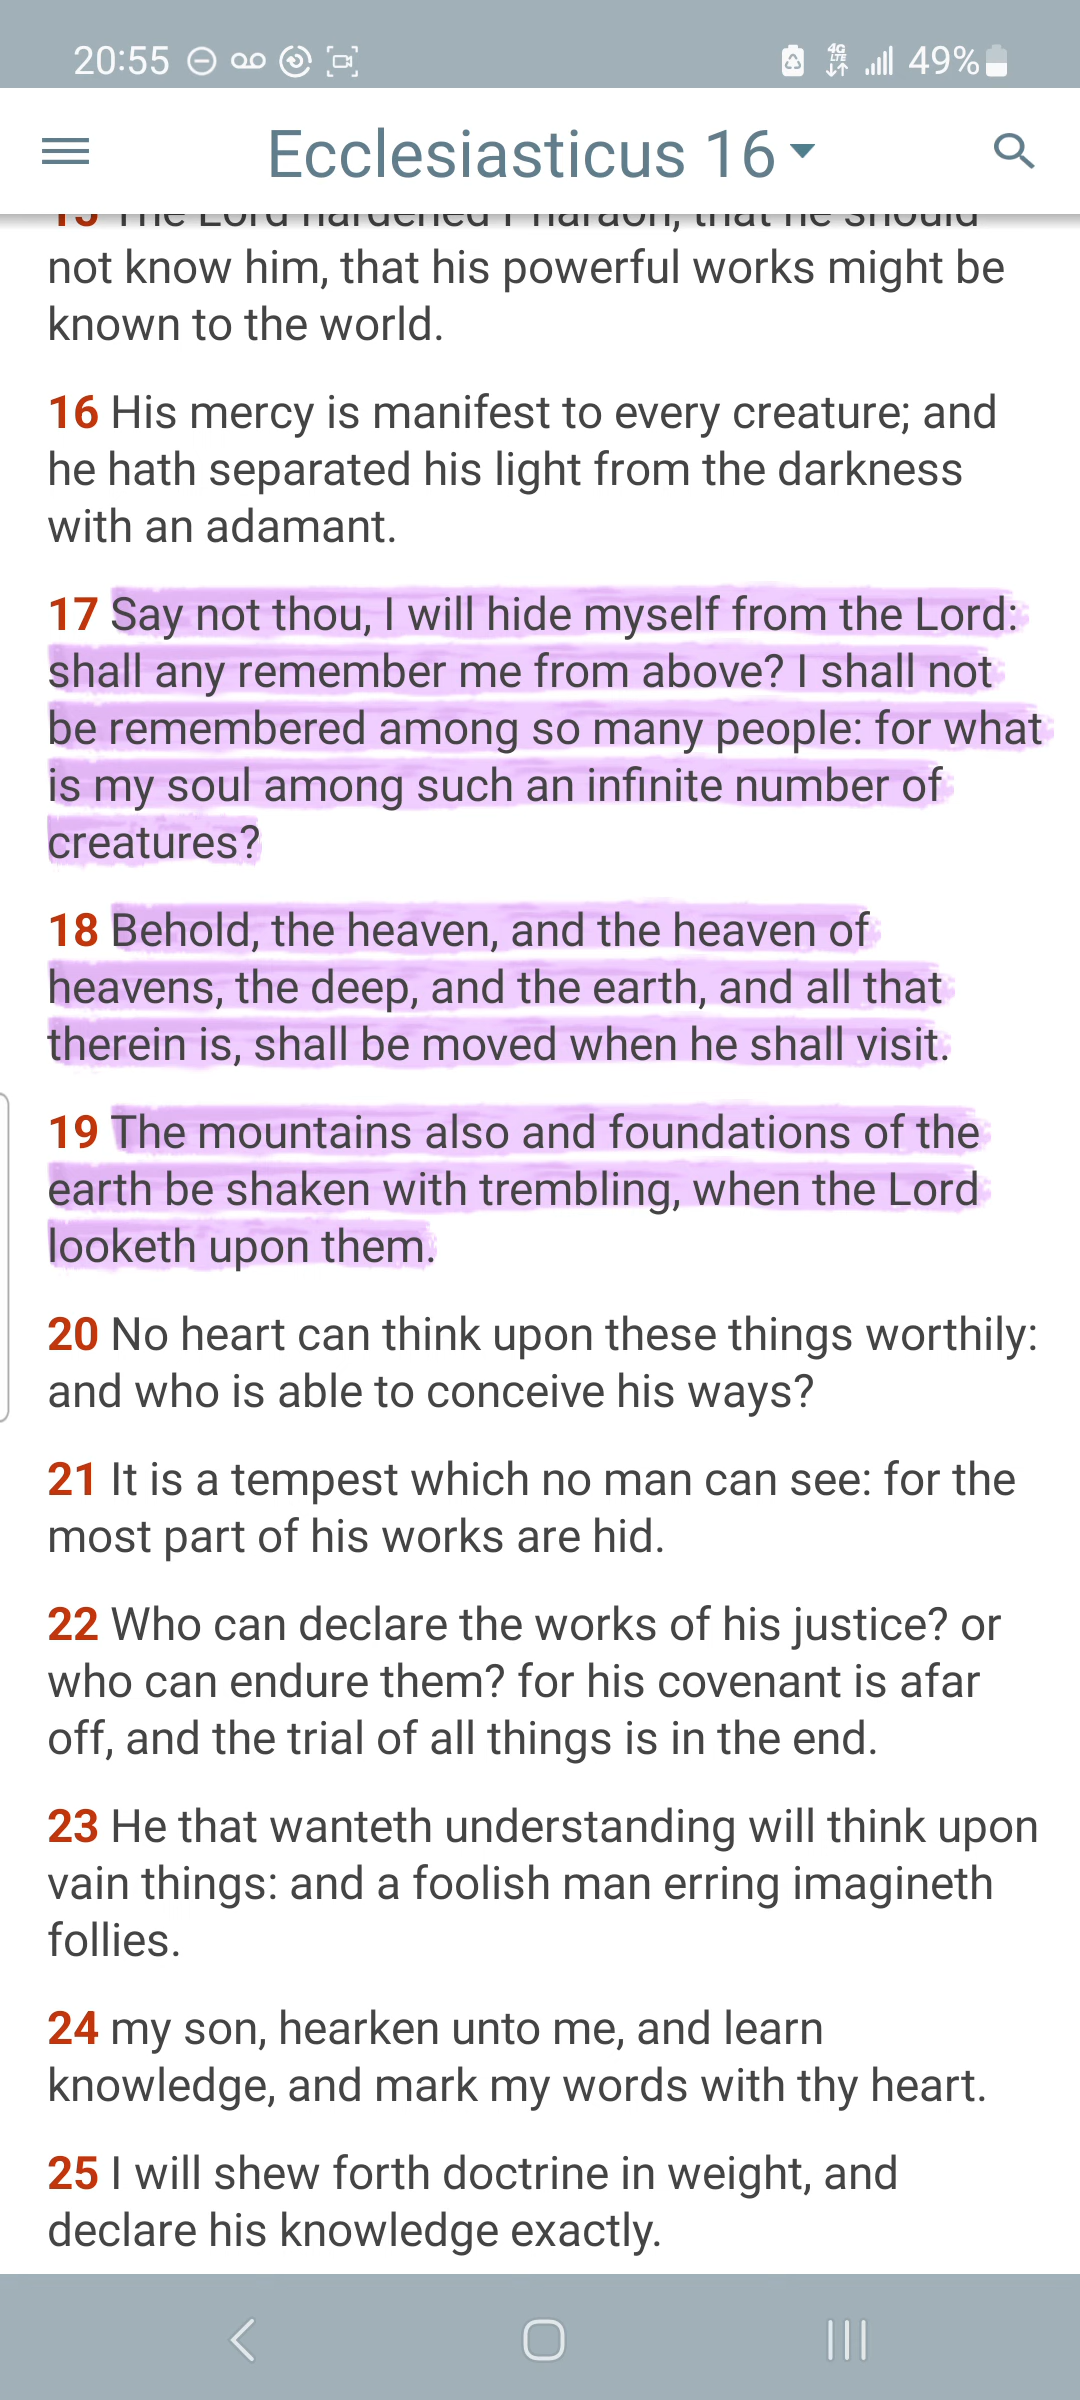 20:55
4G
LTE
49%
Ecclesiasticus 16
15 The Lord hardened Pharaoh, that he should
not know him, that his powerful works might be
known to the world.
16 His mercy is manifest to every creature; and
he hath separated his light from the darkness
with an adamant.
17 Say not thou, I will hide myself from the Lord:
shall any remember me from above? I shall not
be remembered among so many people: for what
is my soul among such an infinite number of
creatures?
18 Behold, the heaven, and the heaven of
heavens, the deep, and the earth, and all that
therein is, shall be moved when he shall visit.
19 The mountains also and foundations of the
earth be shaken with trembling, when the Lord
looketh upon them.
20 No heart can think upon these things worthily:
and who is able to conceive his ways?
21 It is a tempest which no man can see: for the
most part of his works are hid.
22 Who can declare the works of his justice? or
who can endure them? for his covenant is afar
off, and the trial of all things is in the end.
23 He that wanteth understanding will think upon
vain things: and a foolish man erring imagineth
follies.
24 my son, hearken unto me, and learn
knowledge, and mark my words with thy heart.
25 I will shew forth doctrine in weight, and
declare his knowledge exactly.